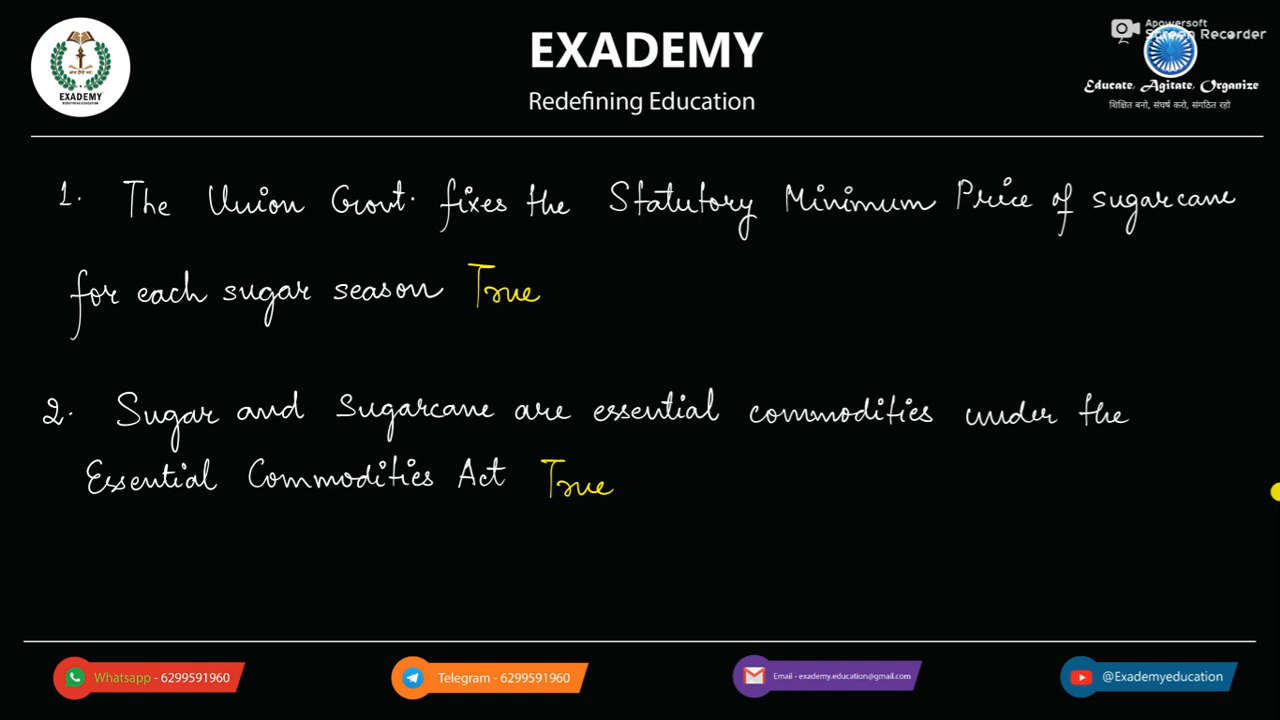 EXADEMY
Redefining Education
EXADEMY
REDEFINING EDUCATION
Apowersoft
Screen Recorder
Educate, Agitate, Organize
शिक्षित बनो, संघर्ष करो, संगठित रहो
1. The Union Govt. fixes the Statutory Minimum Price of sugarcane
for each sugar season True
2. Sugar and Sugarcane are essential commodities under the
Essential Commodities Act True
Whatsapp - 6299591960
Telegram - 6299591960
Email - exademy.education@gmail.com
@Exademyeducation